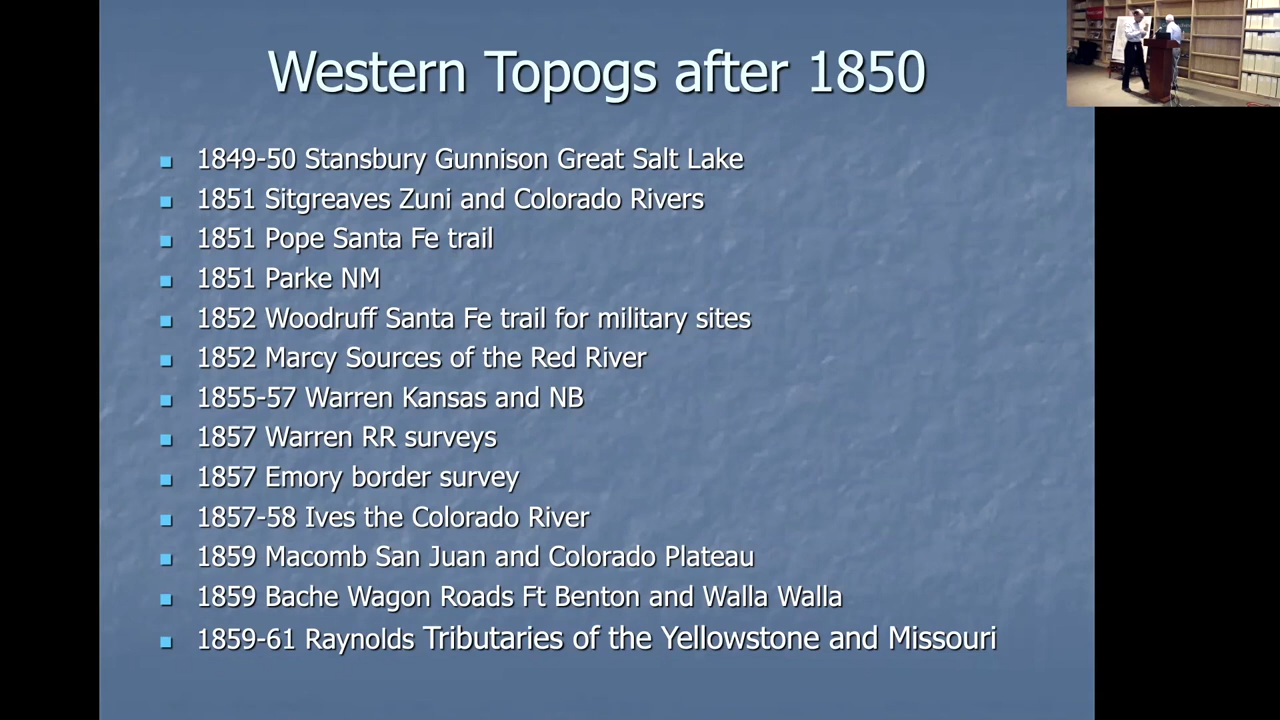 Western Topogs after 1850
1849-50 Stansbury Gunnison Great Salt Lake
1851 Sitgreaves Zuni and Colorado Rivers
1851 Pope Santa Fe trail
1851 Parke NM
1852 Woodruff Santa Fe trail for military sites
1852 Marcy Sources of the Red River
1855-57 Warren Kansas and NB
1857 Warren RR surveys
1857 Emory border survey
1857-58 Ives the Colorado River
1859 Macomb San Juan and Colorado Plateau
1859 Bache Wagon Roads Ft Benton and Walla Walla
1859-61 Raynolds Tributaries of the Yellowstone and Missouri